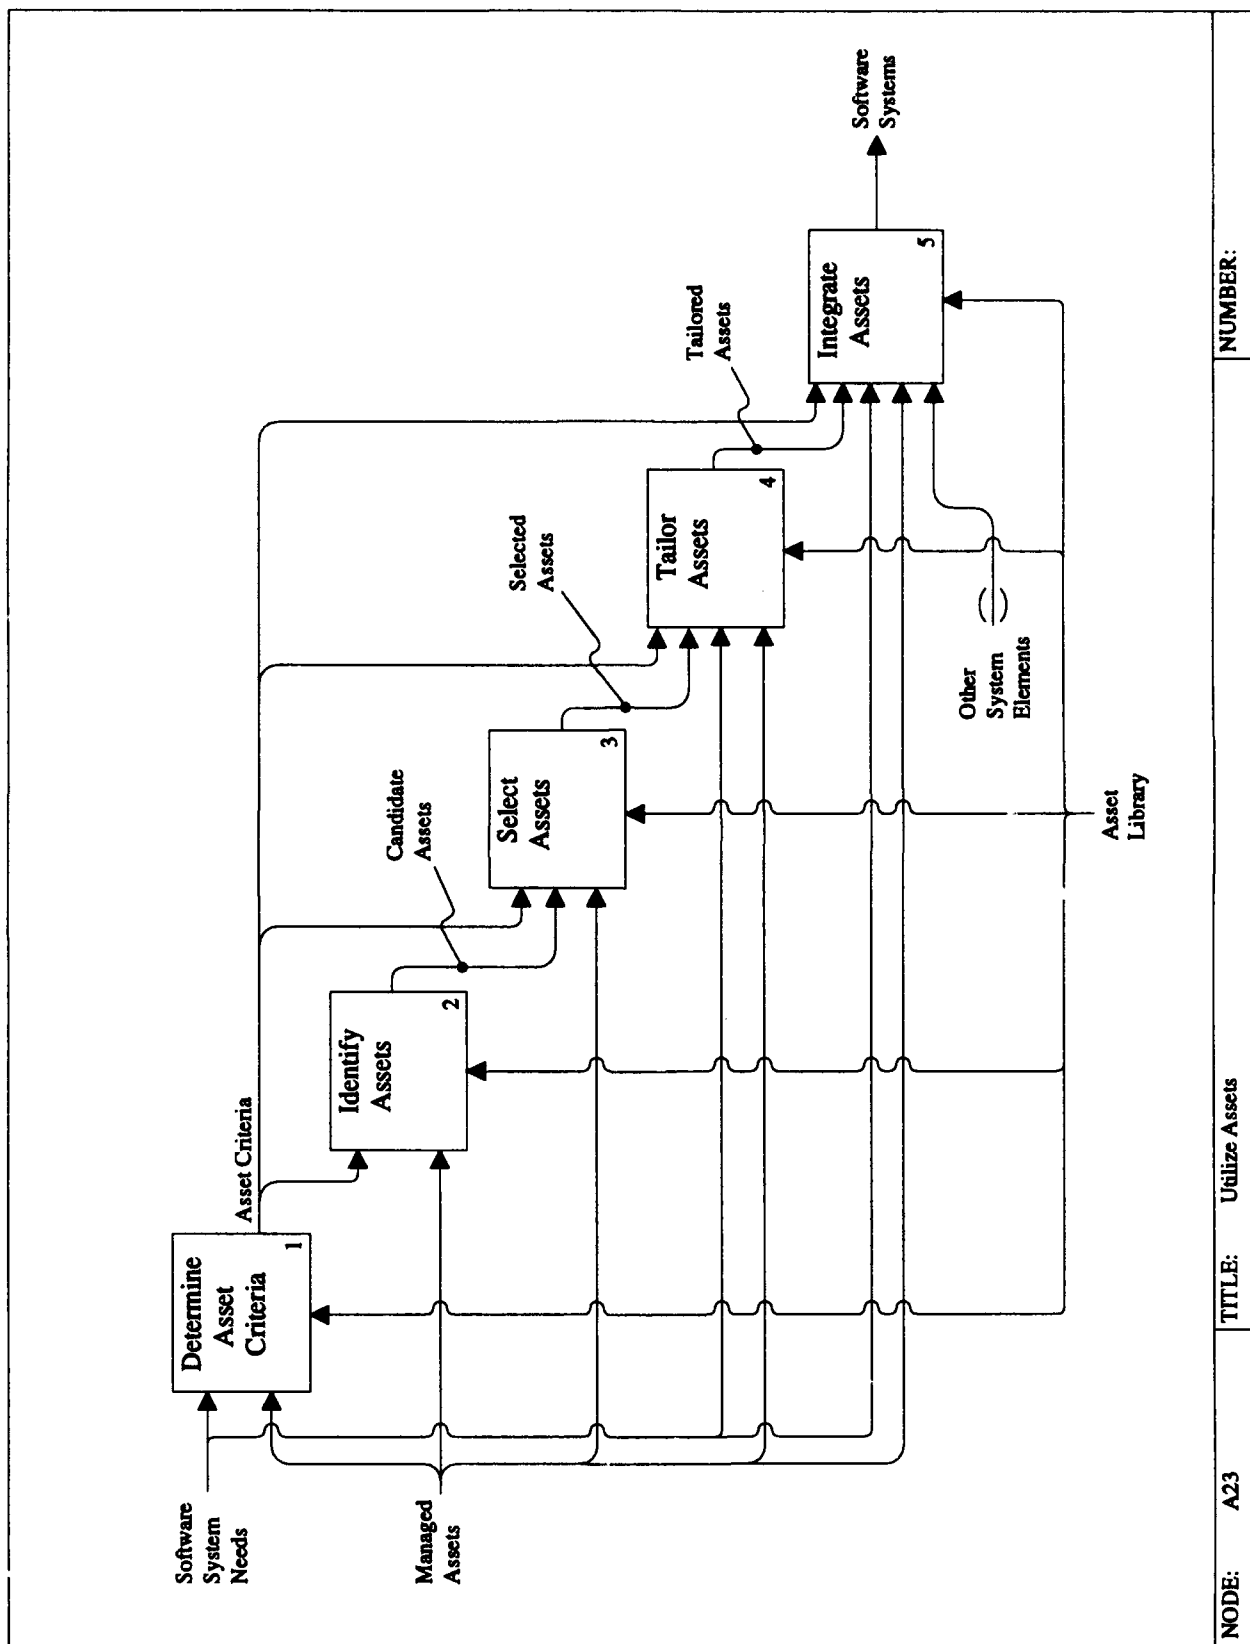 Software
System
Needs
Managed
Assets
Determine
Asset
Criteria
1
Asset Criteria
Identify
Assets
2
Candidate
Assets
Select
Assets
3
Selected
Assets
Tailor
Assets
4
Tailored
Assets
Integrate
Assets
5
Software
Systems
Other
System
Elements
Asset
Library
NODE: A23
TITLE: Utilize Assets
NUMBER: